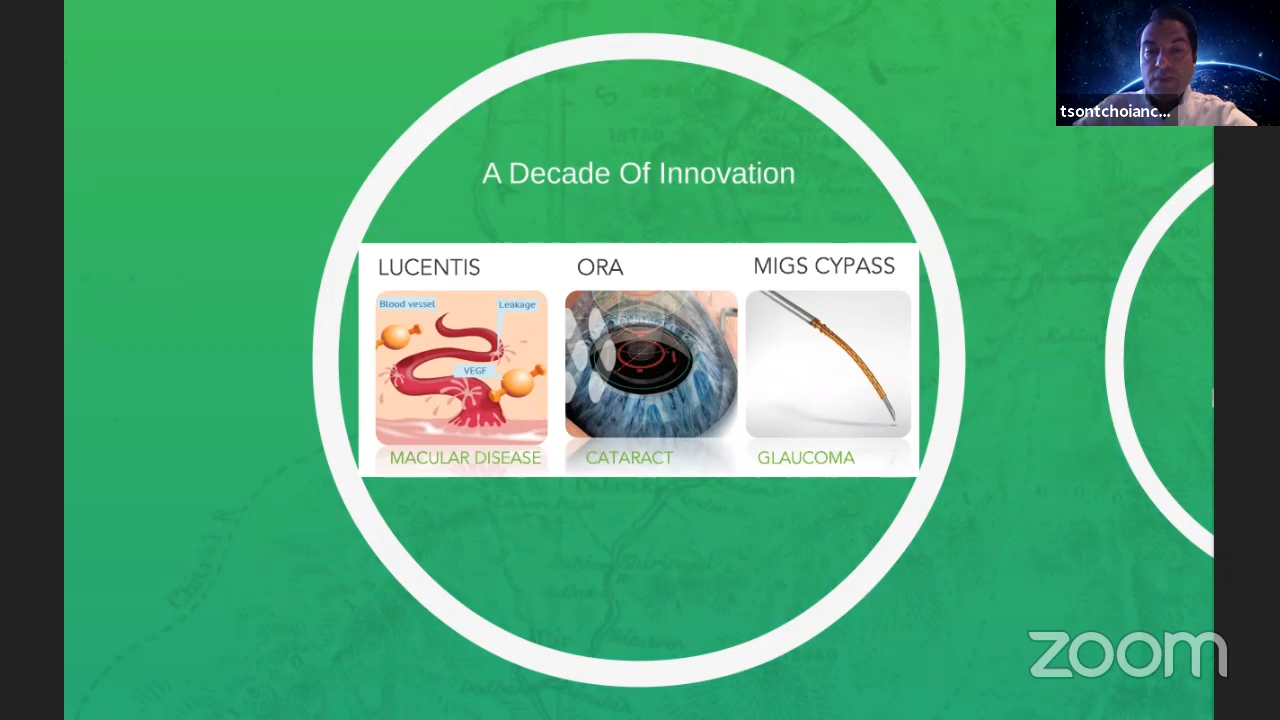 tsontchoianc...
A Decade Of Innovation
LUCENTIS
ORA
MIGS CYPASS
Blood vessel
Leakage
VEGF
MACULAR DISEASE
CATARACT
GLAUCOMA
zoom